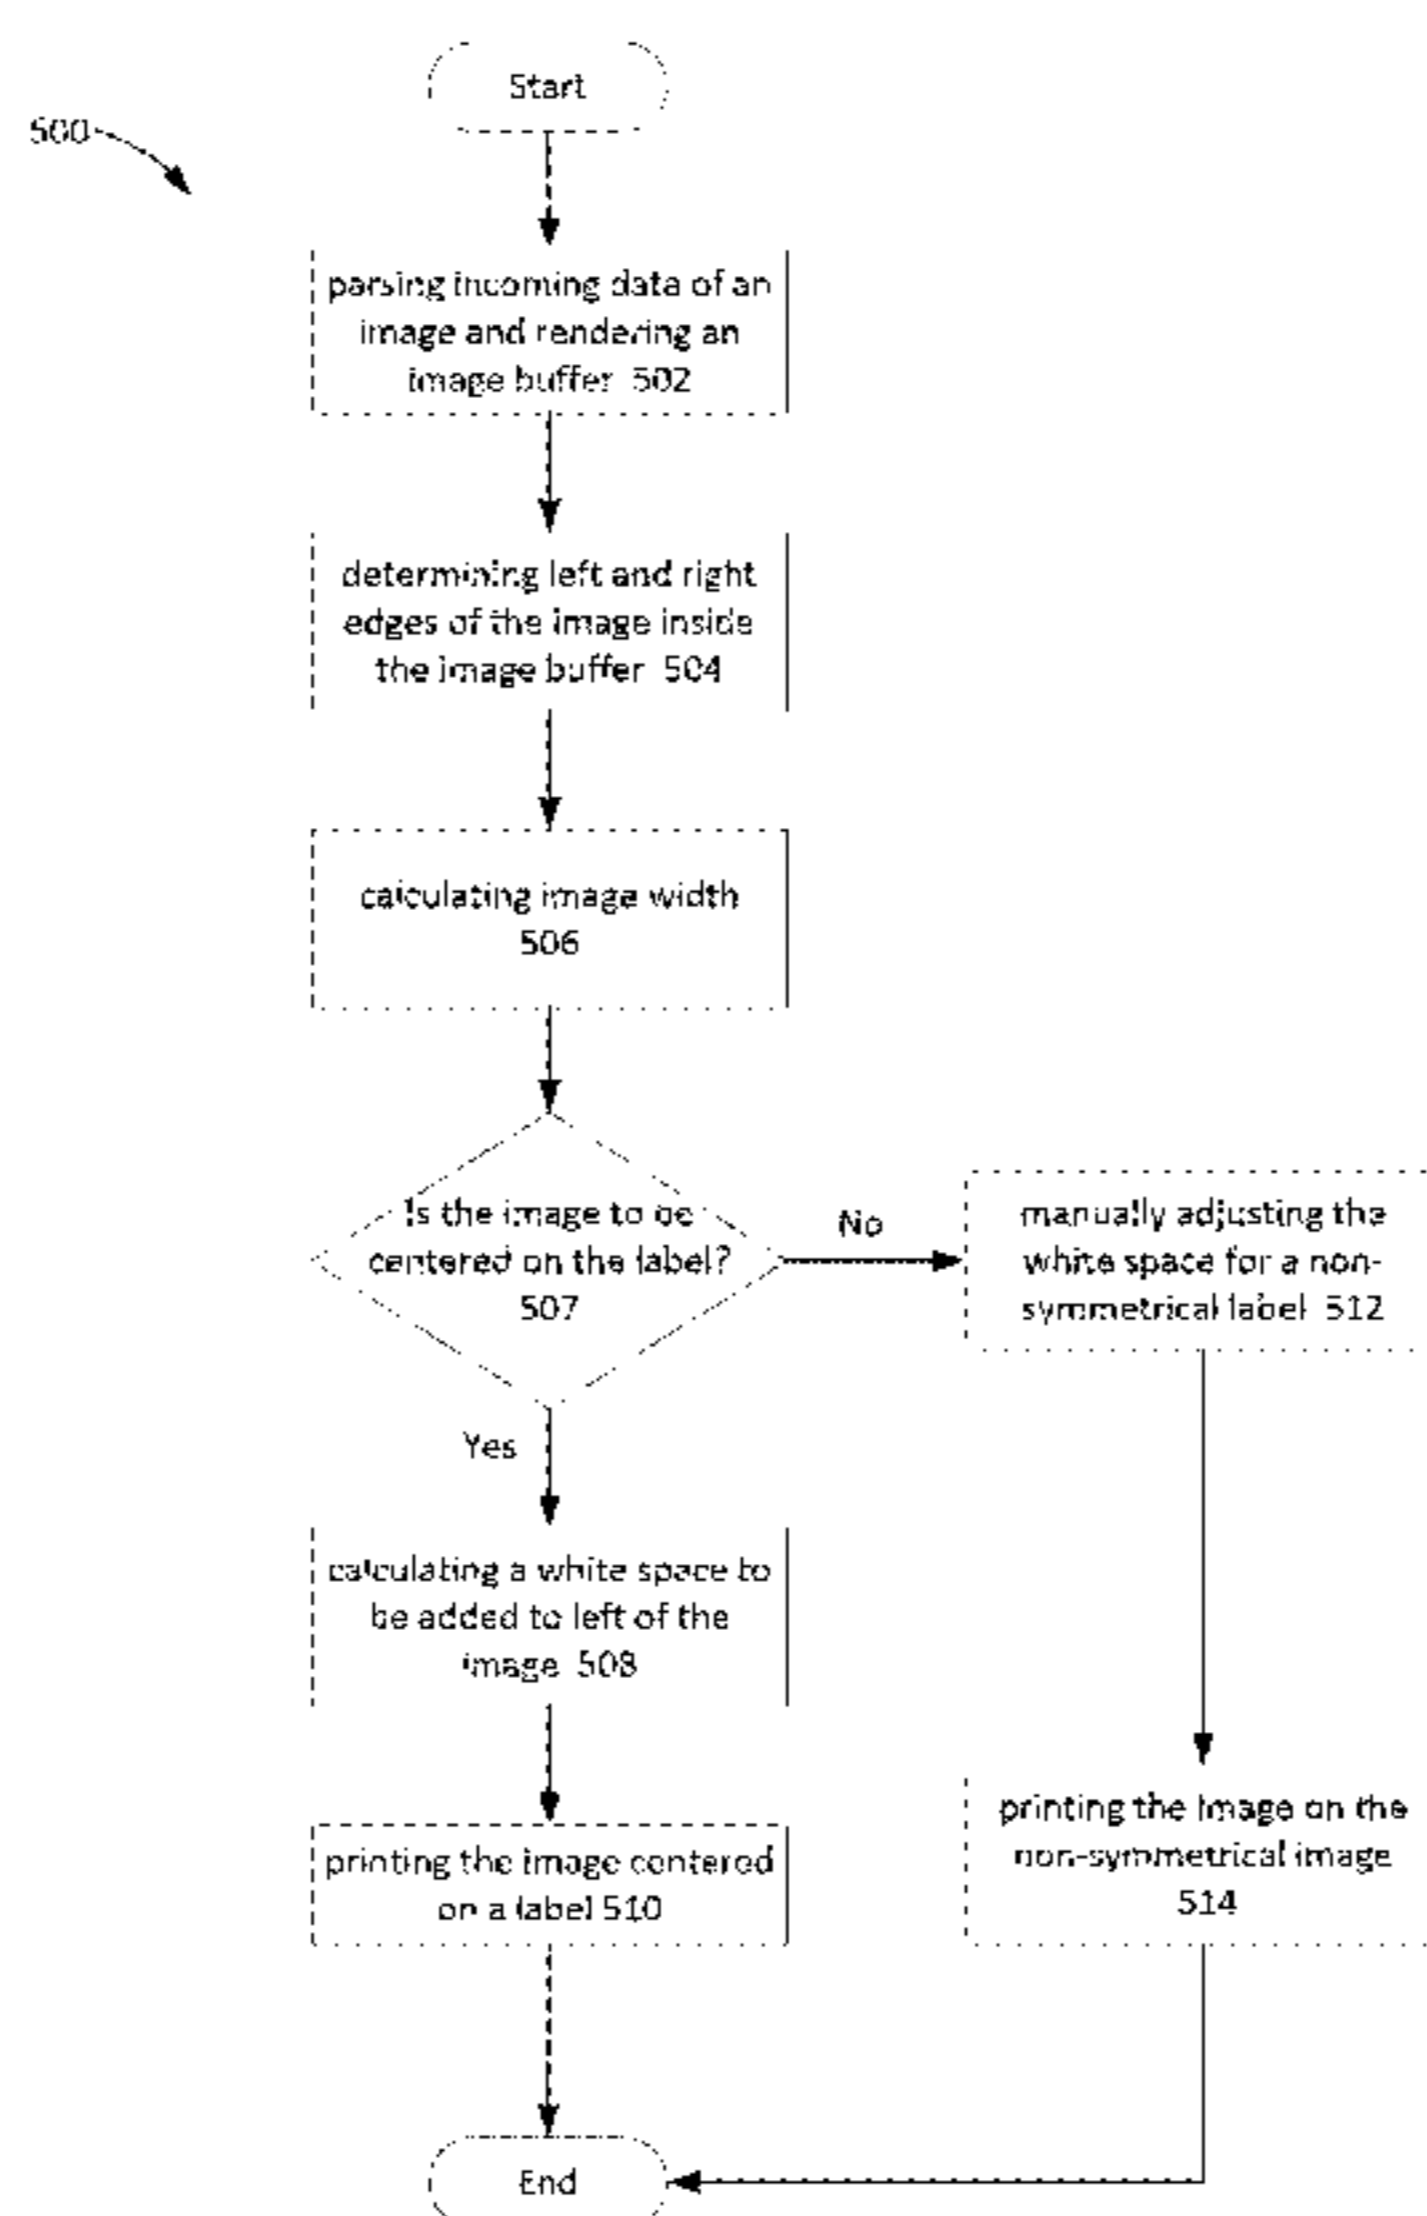 Start
500
parsing incoming data of an
image and rendering an
image buffer 502
determining left and right
edges of the image inside
the image buffer 504
calculating image width
506
Is the image to be
centered on the label?
507
No
manually adjusting the
white space for a non-
symmetrical label 512
Yes
calculating a white space to
be added to left of the
image 508
printing the image centered
on a label 510
printing the image on the
non-symmetrical image
514
End